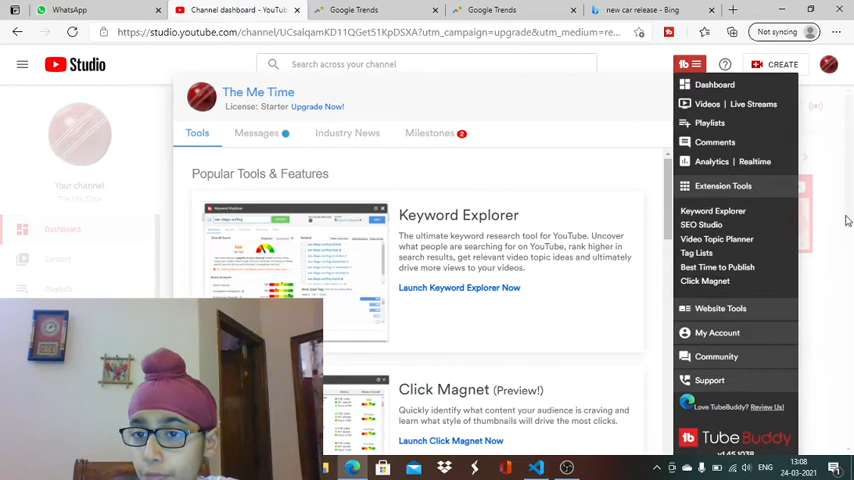 WhatsApp
Channel dashboard - YouTu
Google Trends
Google Trends
new car release - Bing
https://studio.youtube.com/channel/UCsalqamKD11QGet51KpDSXA?utm_campaign=upgrade&utm_medium=re...
Not syncing
Studio
Search across your channel
tb
CREATE
The Me Time
License: Starter Upgrade Now!
Tools
Messages
Industry News
Milestones 2
Popular Tools & Features
Keyword Explorer
The ultimate keyword research tool for YouTube. Uncover
what people are searching for on YouTube, rank higher in
search results, get relevant video topic ideas and ultimately
drive more views to your videos.
Launch Keyword Explorer Now
Click Magnet (Preview!)
Quickly identify what content your audience is craving and
learn what style of thumbnails will drive the most clicks.
Launch Click Magnet Now
Your channel
The Me Time
Dashboard
Content
Playlists
Dashboard
Videos | Live Streams
Playlists
Comments
Analytics | Realtime
Extension Tools
Keyword Explorer
SEO Studio
Video Topic Planner
Tag Lists
Best Time to Publish
Click Magnet
Website Tools
My Account
Community
Support
Love TubeBuddy? Review Us!
tb TubeBuddy
ENG
13:08
24-03-2021